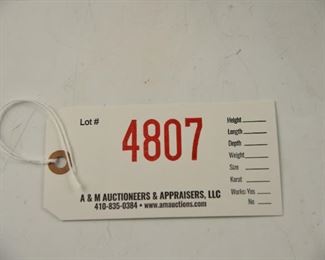 Lot #
4807
Height
Length
Depth
Weight
Size
Karat
Works: Yes
No
A & M AUCTIONEERS & APPRAISERS, LLC
410-835-0384 • www.amauctions.com